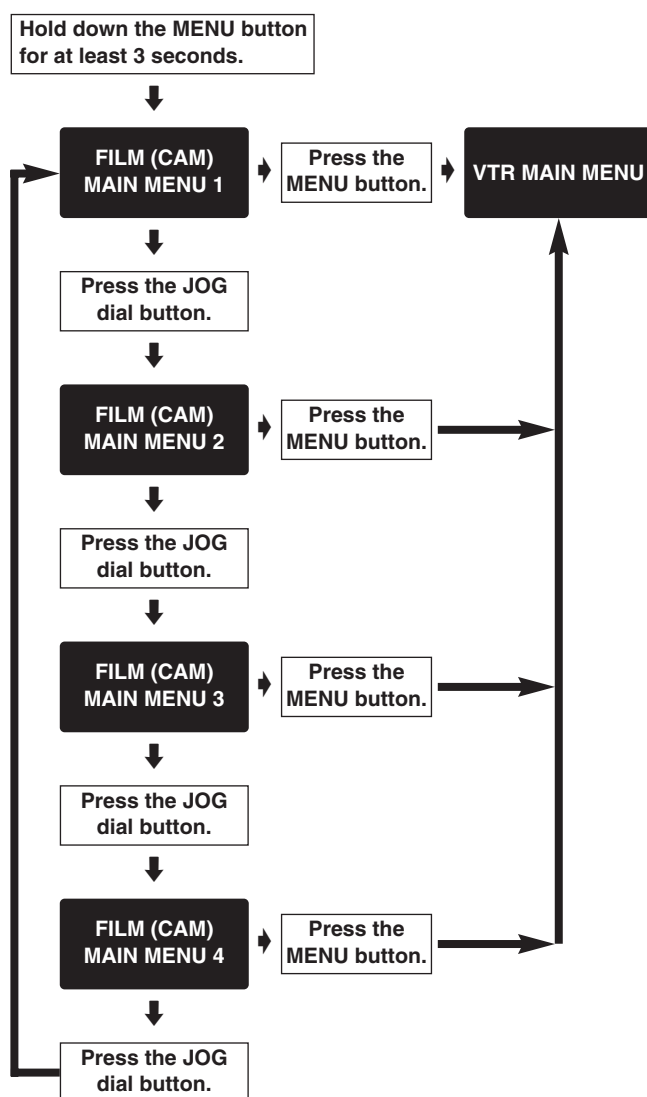 Hold down the MENU button
for at least 3 seconds.
FILM (CAM)
MAIN MENU 1
Press the
MENU button.
VTR MAIN MENU
Press the JOG
dial button.
FILM (CAM)
MAIN MENU 2
Press the
MENU button.
Press the JOG
dial button.
FILM (CAM)
MAIN MENU 3
Press the
MENU button.
Press the JOG
dial button.
FILM (CAM)
MAIN MENU 4
Press the
MENU button.
Press the JOG
dial button.